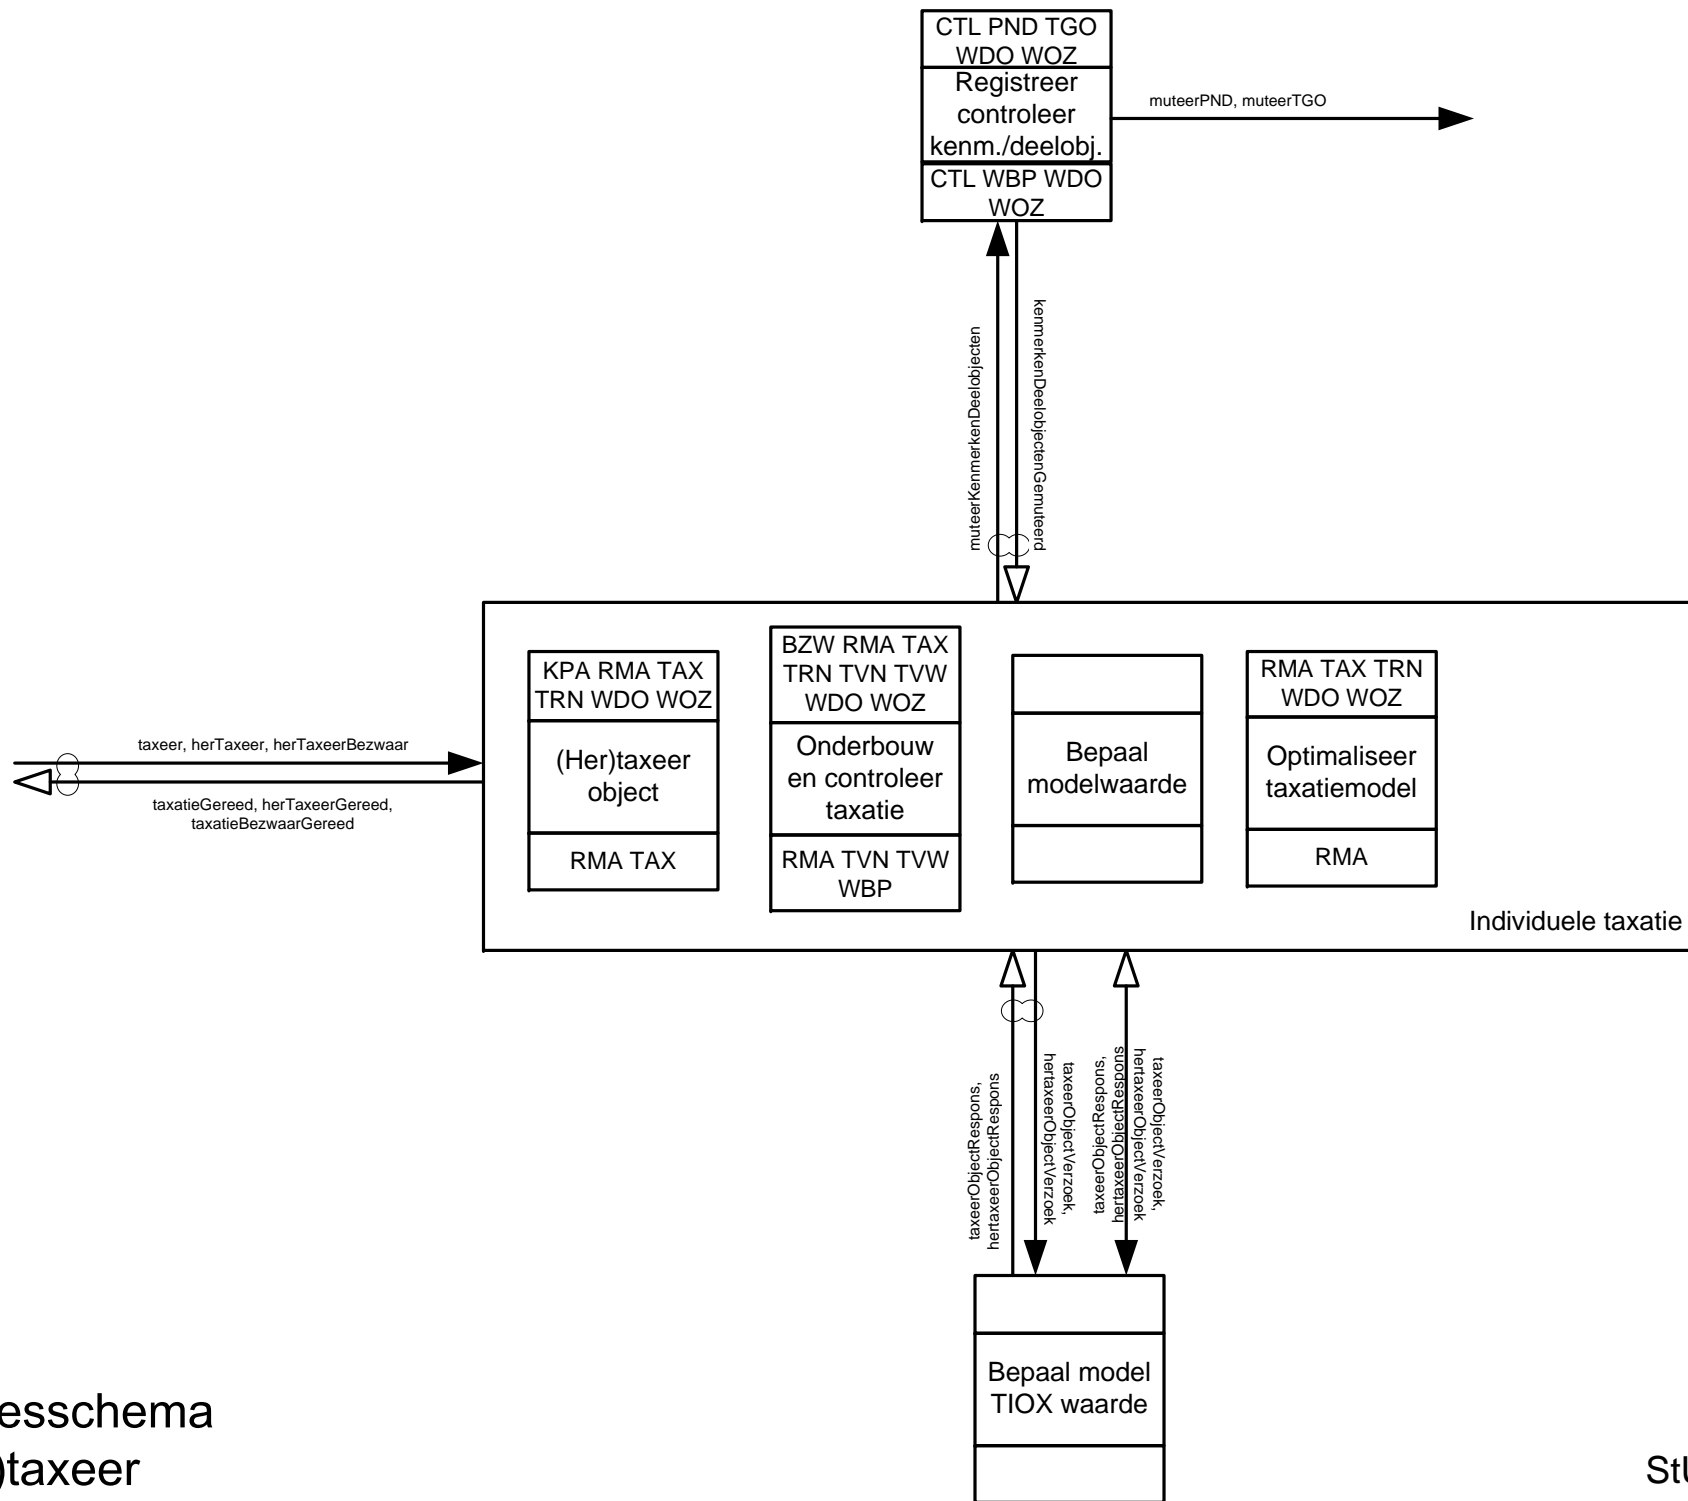 CTL PND TGO
WDO WOZ
Registreer
controleer
kenm./deelobj.
CTL WBP WDO
WOZ
muteerPND, muteerTGO
muteerKenmerkenDeelobjecten
kenmerkenDeelobjectenGemuteerd
taxeer, herTaxeer, herTaxeerBezwaar
taxatieGereed, herTaxeerGereed,
taxatieBezwaarGereed
KPA RMA TAX
TRN WDO WOZ
(Her)taxeer
object
RMA TAX
BZW RMA TAX
TRN TVN TVW
WDO WOZ
Onderbouw
en controleer
taxatie
RMA TVN TVW
WBP
Bepaal
modelwaarde
RMA TAX TRN
WDO WOZ
Optimaliseer
taxatiemodel
RMA
Individuele taxatie
taxeerObjectRespons,
hertaxeerObjectRespons
taxeerObjectVerzoek,
hertaxeerObjectVerzoek
taxeerObjectRespons,
hertaxeerObjectRespons
taxeerObjectVerzoek,
hertaxeerObjectVerzoek
Bepaal model
TIOX waarde
esschema
)taxeer
StU